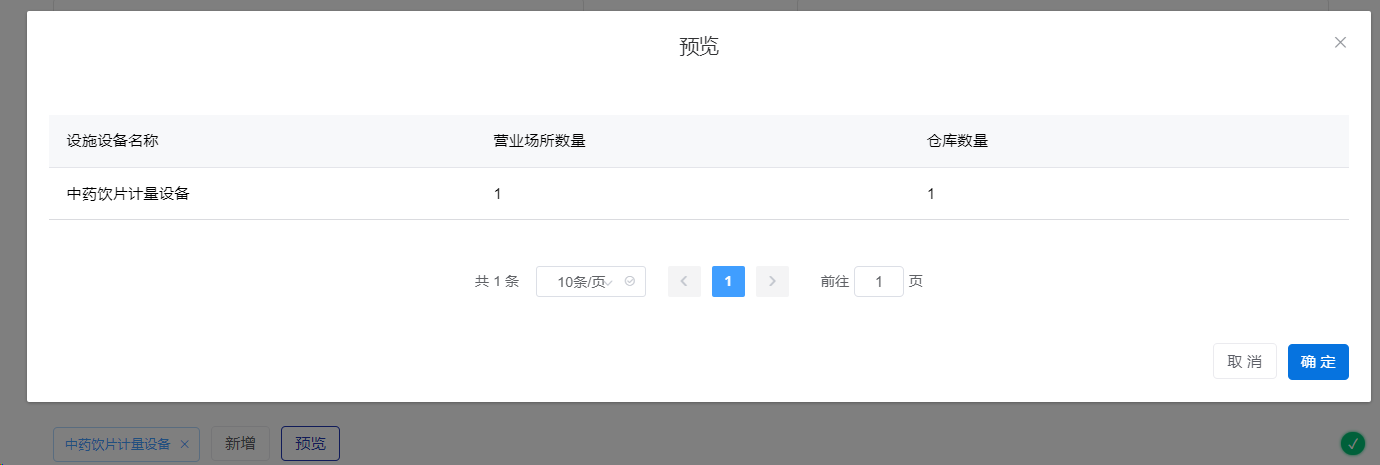 预览
设施设备名称 营业场所数量 仓库数量
中药饮片计量设备 1 1
共 1 条 10条/页 1 前往 1 页
取 消 确 定
中药饮片计量设备 新增 预览